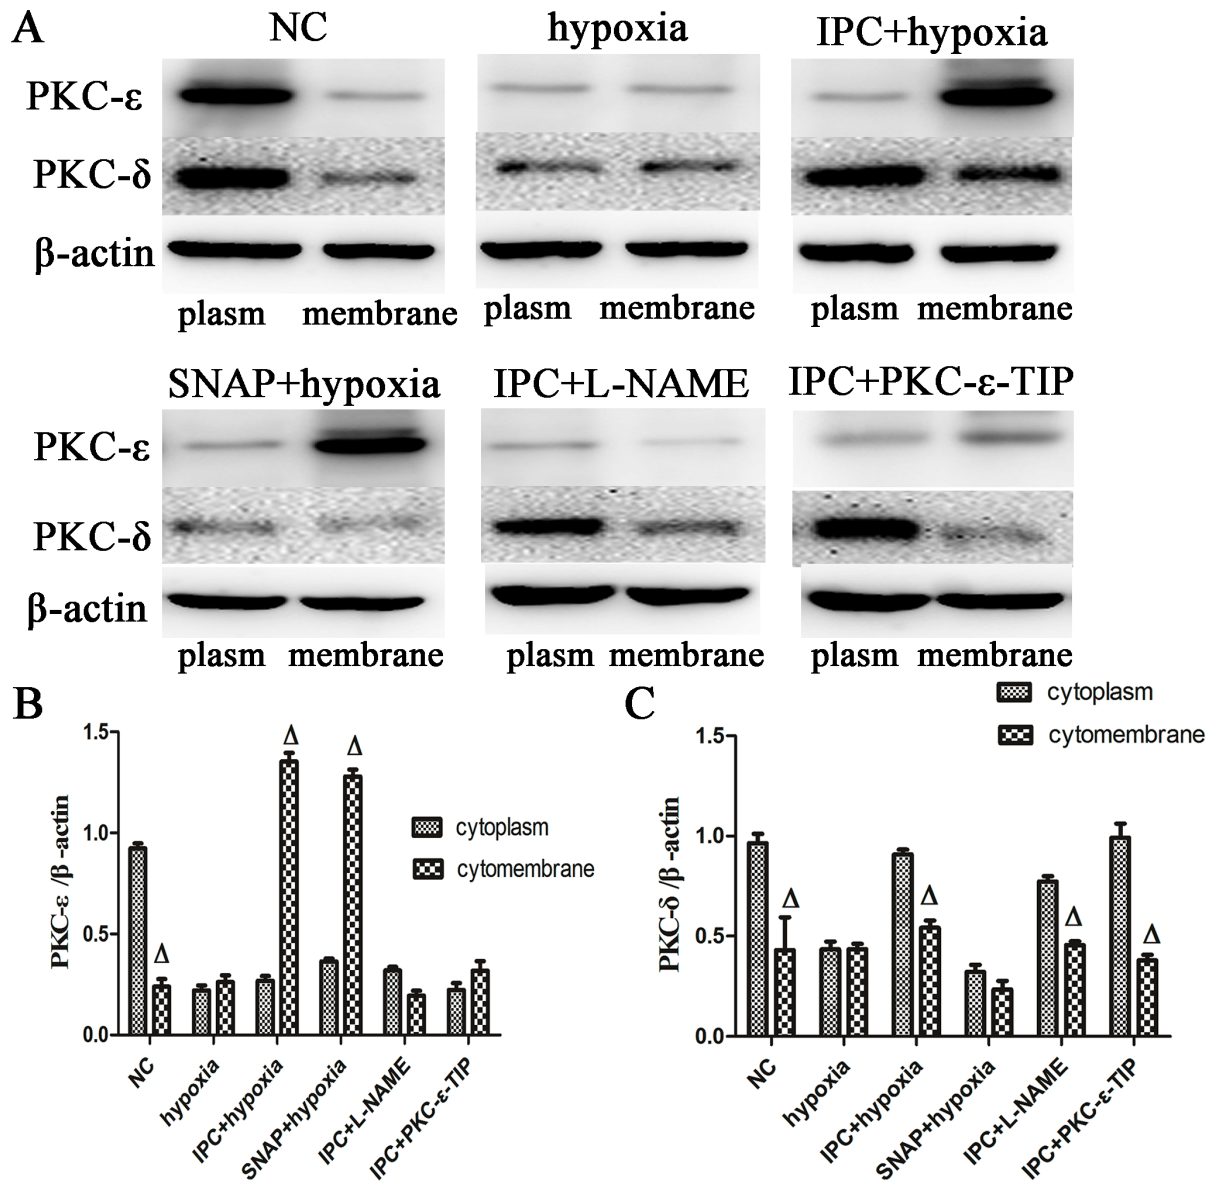 A
NC
hypoxia
IPC+hypoxia
PKC-ε
PKC-δ
β-actin
plasm membrane
plasm membrane
plasm membrane
SNAP+hypoxia
IPC+L-NAME
IPC+PKC-ε-TIP
PKC-ε
PKC-δ
β-actin
plasm membrane
plasm membrane
plasm membrane
B
PKC-ε /β -actin
1.5
1.0
0.5
0.0
Δ
Δ
Δ
cytoplasm
cytomembrane
NC
hypoxia
IPC+hypoxia
SNAP+hypoxia
IPC+L-NAME
IPC+PKC-ε-TIP
C
cytoplasm
cytomembrane
PKC-δ /β -actin
1.5
1.0
0.5
0.0
Δ
Δ
Δ
Δ
NC
hypoxia
IPC+hypoxia
SNAP+hypoxia
IPC+L-NAME
IPC+PKC-ε-TIP